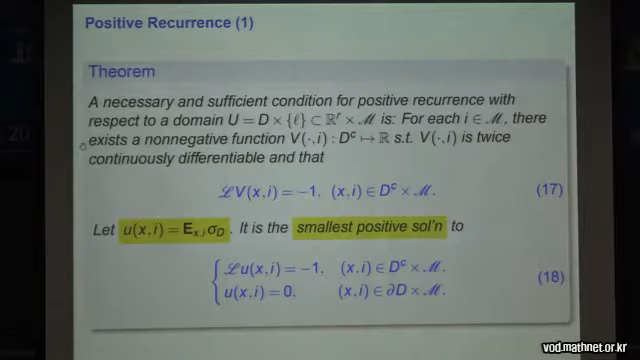 Positive Recurrence (1)
Theorem
A necessary and sufficient condition for positive recurrence with
respect to a domain U = D × {ℓ} ⊂ ℝʳ × ℳ is: For each i ∈ ℳ, there
exists a nonnegative function V(·,i) : Dᶜ ↦ ℝ s.t. V(·,i) is twice
continuously differentiable and that
ℒV(x,i) = −1, (x,i) ∈ Dᶜ × ℳ. (17)
Let u(x,i) = E_{x,i}σ_D. It is the smallest positive sol'n to
ℒu(x,i) = −1, (x,i) ∈ Dᶜ × ℳ.
u(x,i) = 0, (x,i) ∈ ∂D × ℳ. (18)
20
vod.mathnet.or.kr